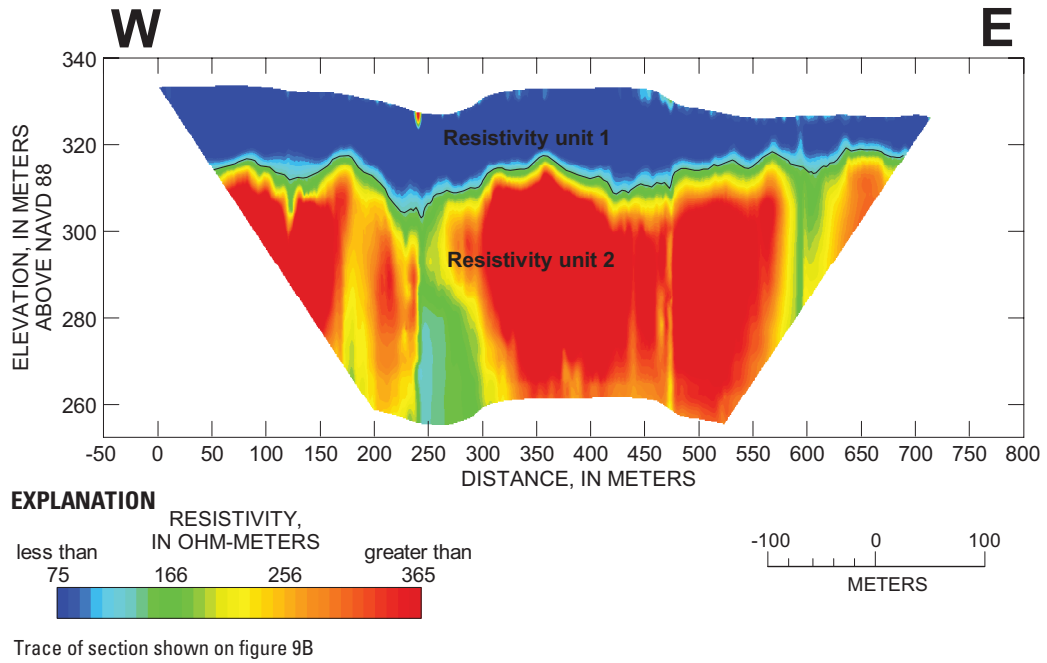 W
E
340
320
300
280
260
ELEVATION, IN METERS
ABOVE NAVD 88
Resistivity unit 1
Resistivity unit 2
-50 0 50 100 150 200 250 300 350 400 450 500 550 600 650 700 750 800
DISTANCE, IN METERS
EXPLANATION
RESISTIVITY,
IN OHM-METERS
less than greater than
75 166 256 365
-100 0 100
METERS
Trace of section shown on figure 9B